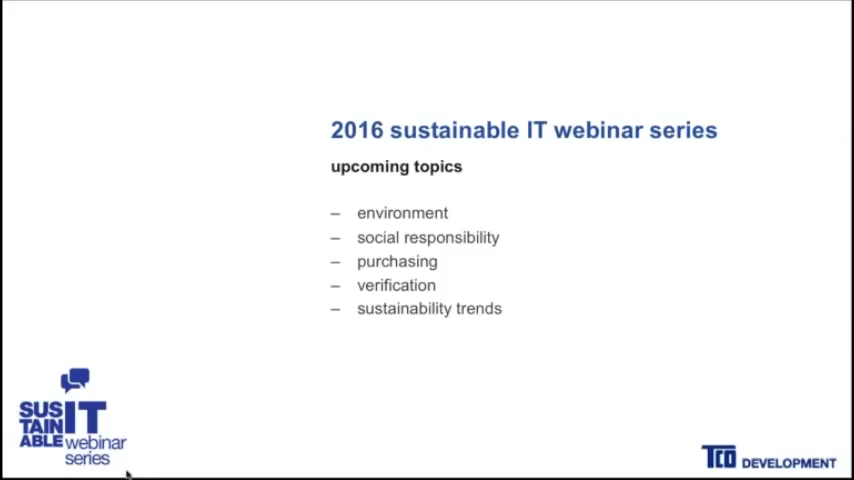 2016 sustainable IT webinar series
upcoming topics
– environment
– social responsibility
– purchasing
– verification
– sustainability trends
SUS
TAIN
ABLE
IT
webinar
series
TCO DEVELOPMENT